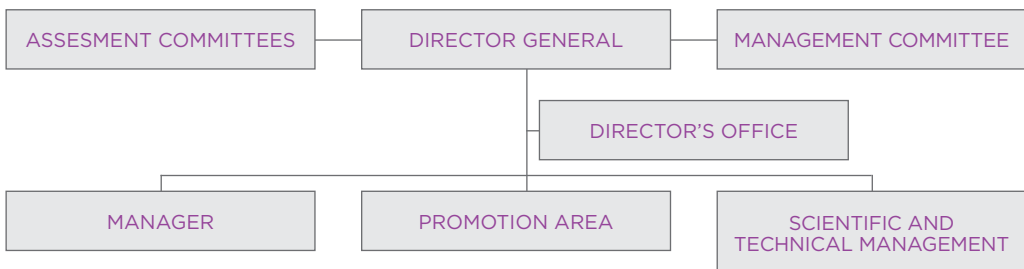 ASSESMENT COMMITTEES
DIRECTOR GENERAL
MANAGEMENT COMMITTEE
DIRECTOR'S OFFICE
MANAGER
PROMOTION AREA
SCIENTIFIC AND
TECHNICAL MANAGEMENT